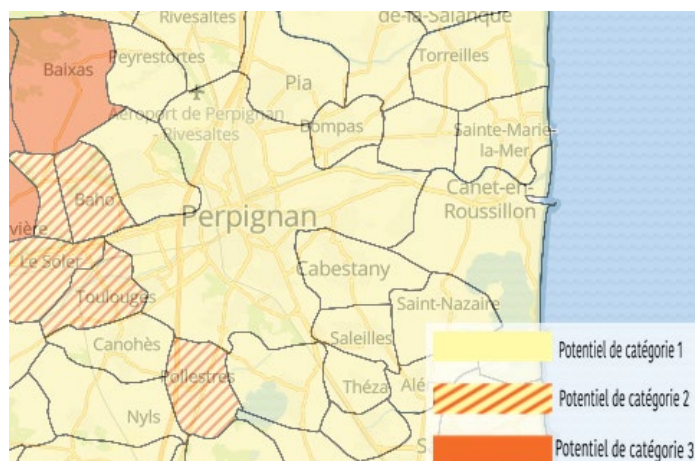 Rivesaltes
de-la-Salanque
Peyrestortes
Torreilles
Baixas
Pia
Aéroport de Perpignan
- Rivesaltes
Bompas
Sainte-Marie-
la-Mer
Canet-en-
Roussillon
Baho
Perpignan
vière
Le Soler
Cabestany
Toulouges
Saint-Nazaire
Canohès
Saleilles
Pollestres
Théza
Alé
Nyls
S
Potentiel de catégorie 1
Potentiel de catégorie 2
Potentiel de catégorie 3